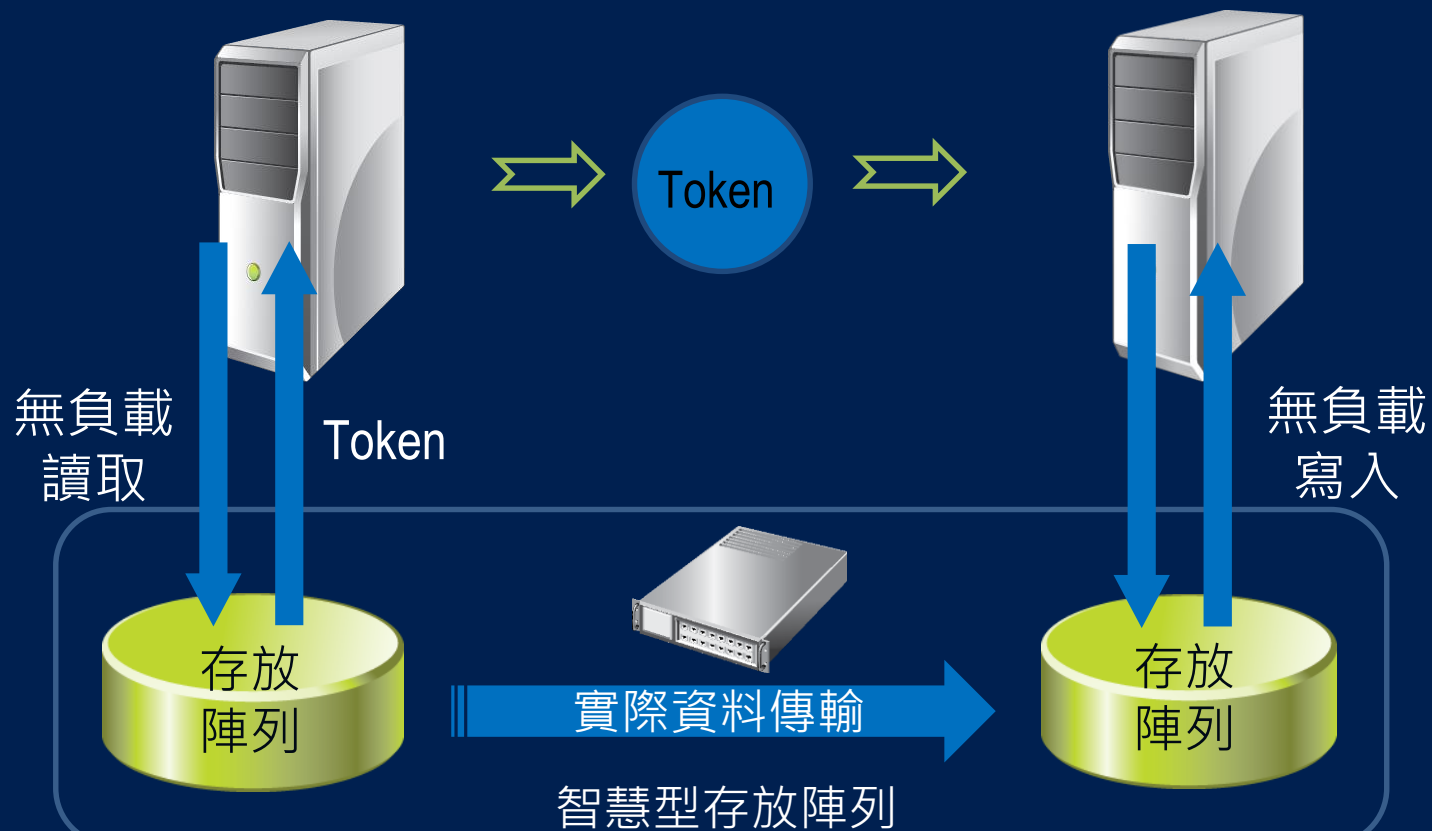 Token
無負載
讀取
Token
無負載
寫入
存放
陣列
實際資料傳輸
存放
陣列
智慧型存放陣列